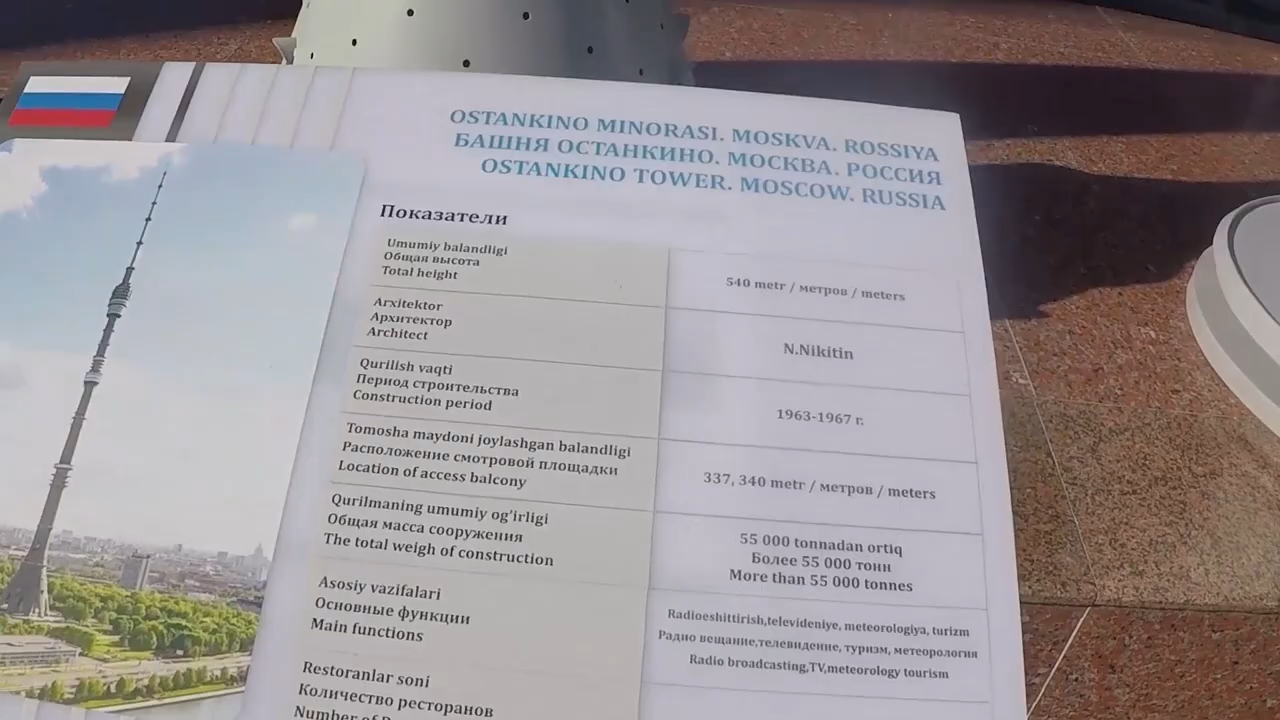 OSTANKINO MINORASI. MOSKVA. ROSSIYA
БАШНЯ ОСТАНКИНО. МОСКВА. РОССИЯ
OSTANKINO TOWER. MOSCOW. RUSSIA
Показатели
Umumiy balandligi
Общая высота
Total height
540 metr / метров / meters
Arxitektor
Архитектор
Architect
N.Nikitin
Qurilish vaqti
Период строительства
Construction period
1963-1967 г.
Tomosha maydoni joylashgan balandligi
Расположение смотровой площадки
Location of access balcony
337, 340 metr / метров / meters
Qurilmaning umumiy og'irligi
Общая масса сооружения
The total weigh of construction
55 000 tonnadan ortiq
Более 55 000 тонн
More than 55 000 tonnes
Asosiy vazifalari
Основные функции
Main functions
Radioeshittirish,televideniye, meteorologiya, turizm
Радио вещание,телевидение, туризм, метеорология
Radio broadcasting,TV,meteorology tourism
Restoranlar soni
Количество ресторанов
Number of